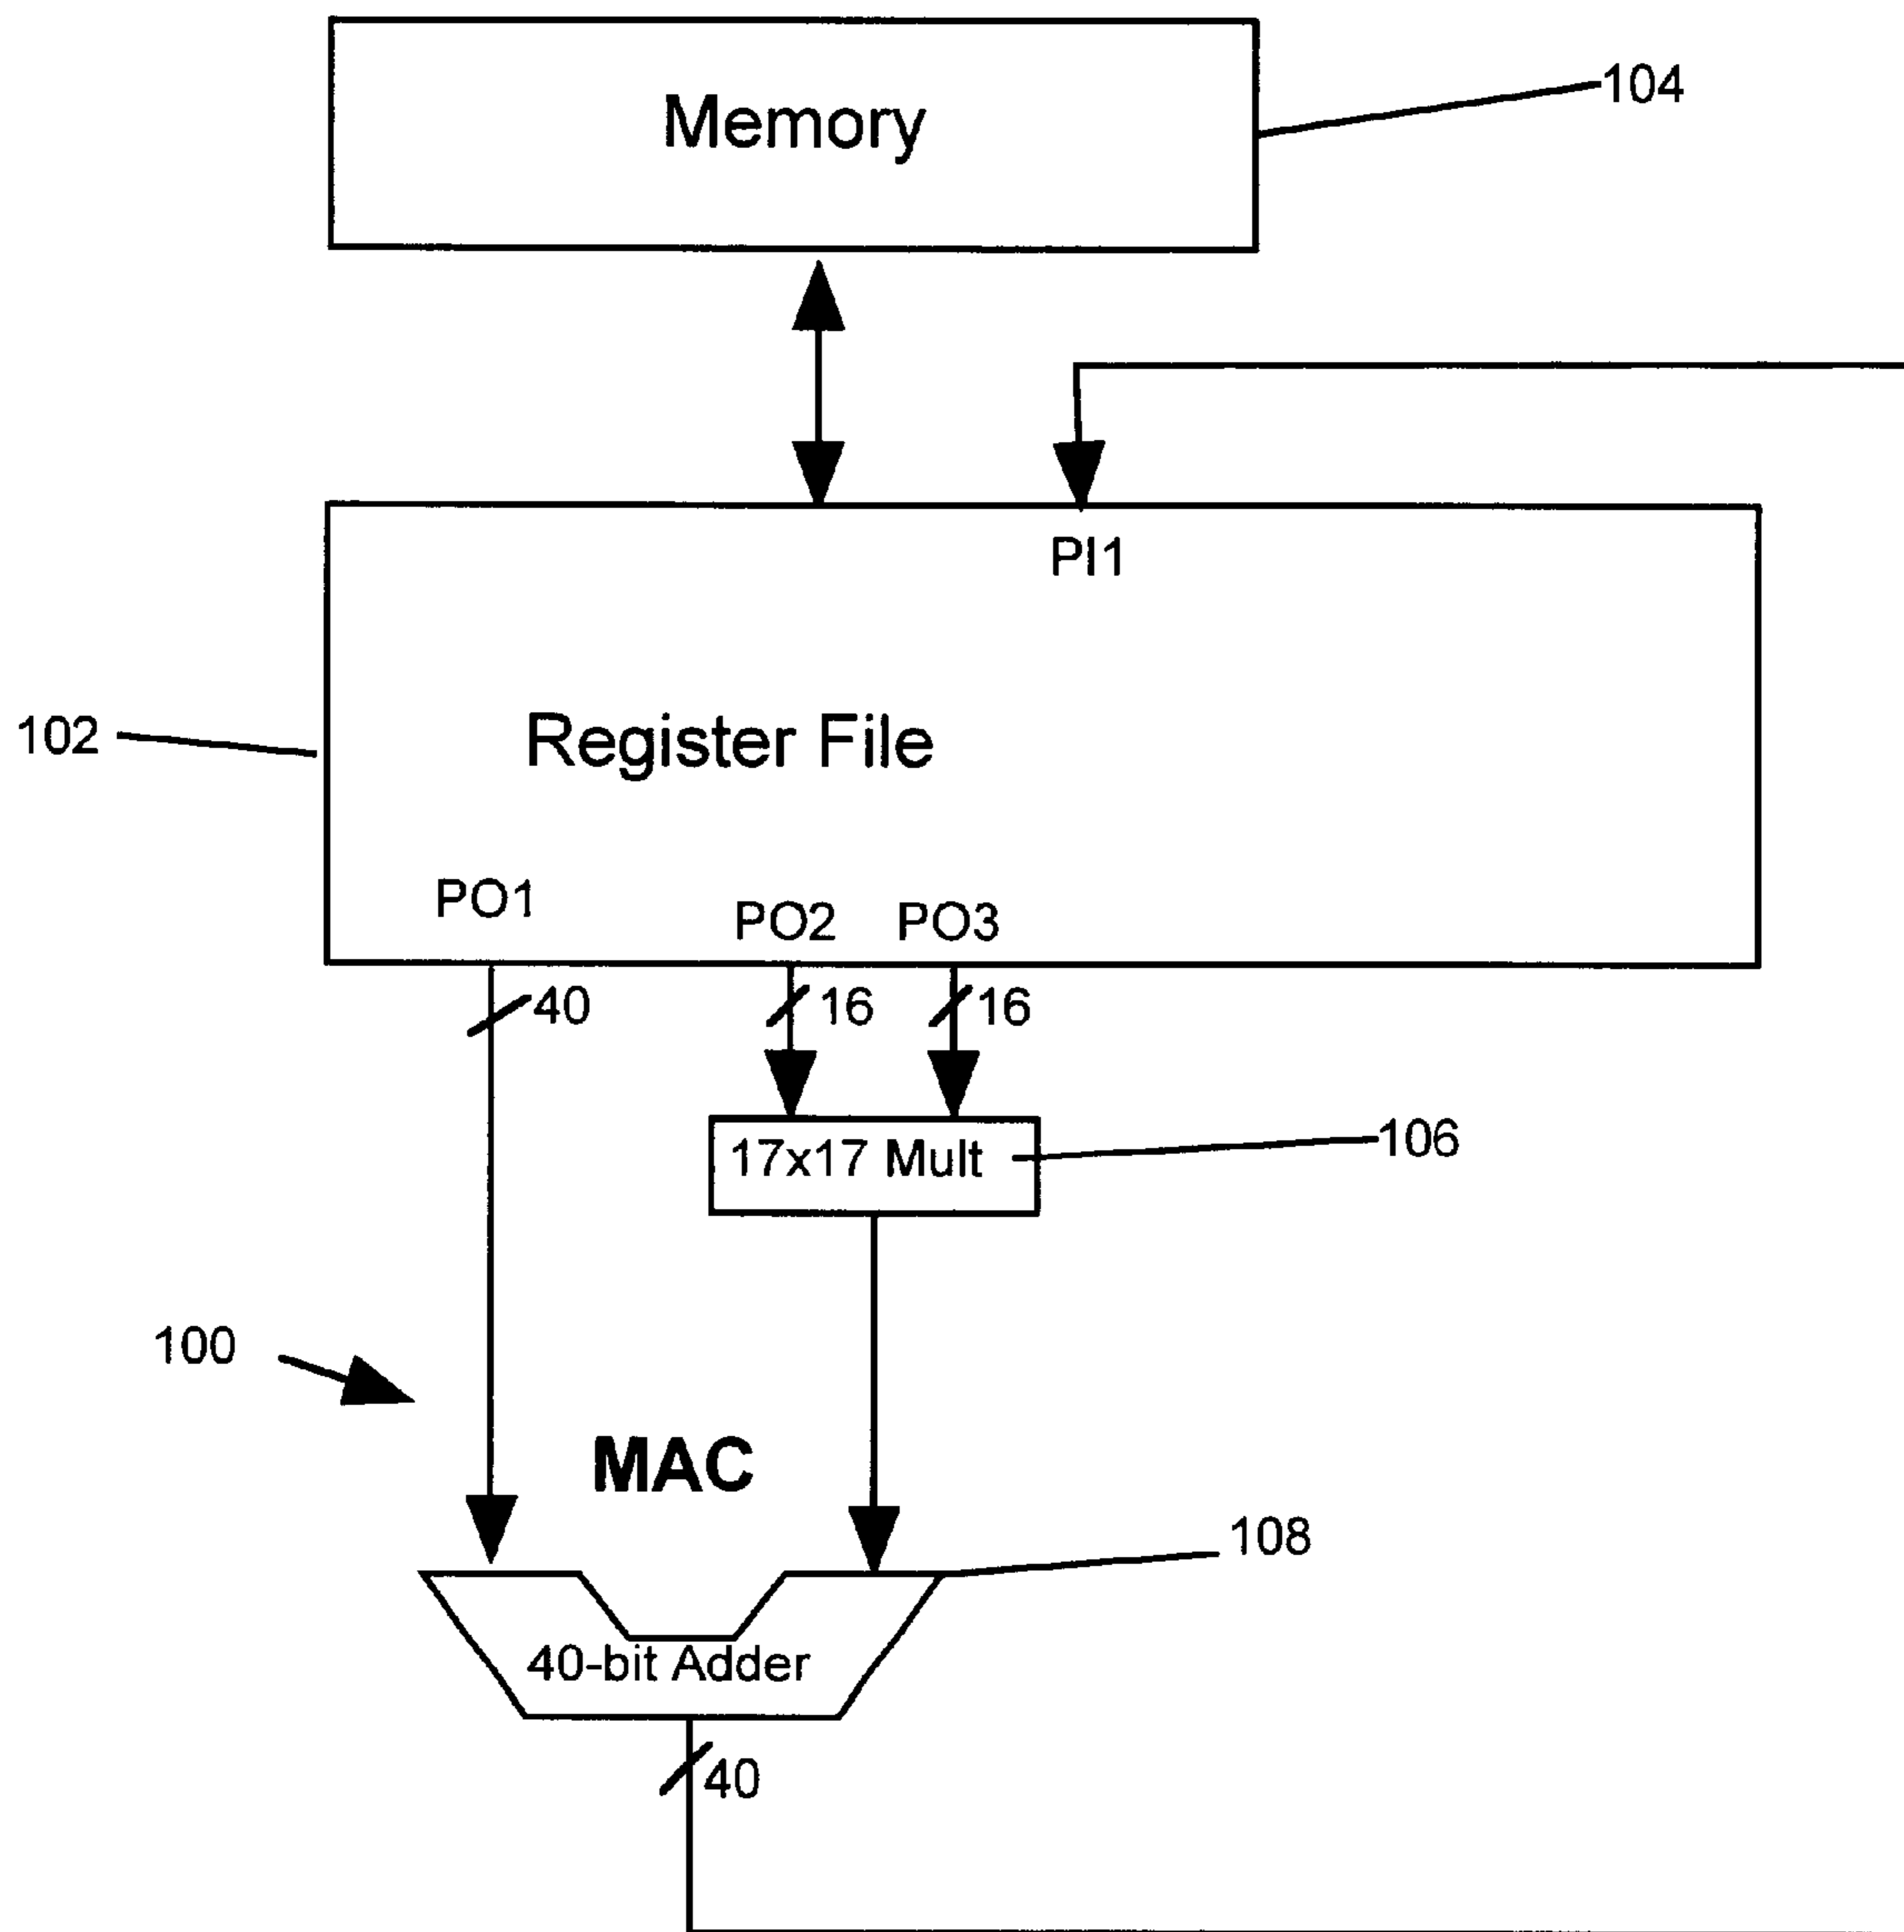 Memory
104
PI1
102
Register File
PO1
PO2
PO3
40
16
16
17x17 Mult
106
100
MAC
108
40-bit Adder
40